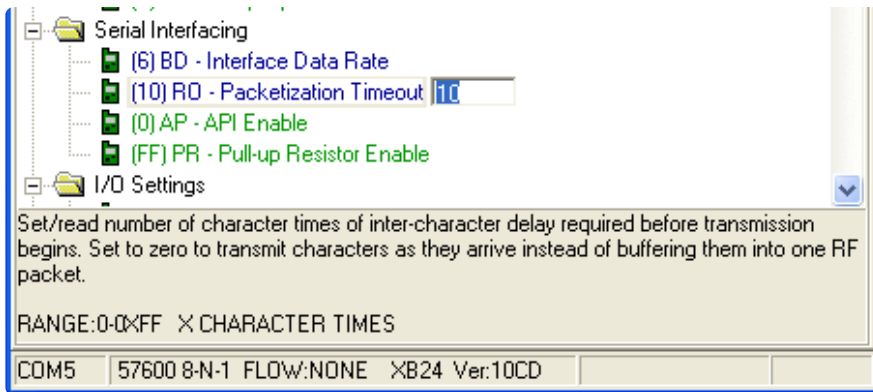 Serial Interfacing
(6) BD - Interface Data Rate
(10) RO - Packetization Timeout 10
(0) AP - API Enable
(FF) PR - Pull-up Resistor Enable
I/O Settings
Set/read number of character times of inter-character delay required before transmission
begins. Set to zero to transmit characters as they arrive instead of buffering them into one RF
packet.
RANGE:0-0XFF X CHARACTER TIMES
COM5 57600 8-N-1 FLOW:NONE XB24 Ver:10CD